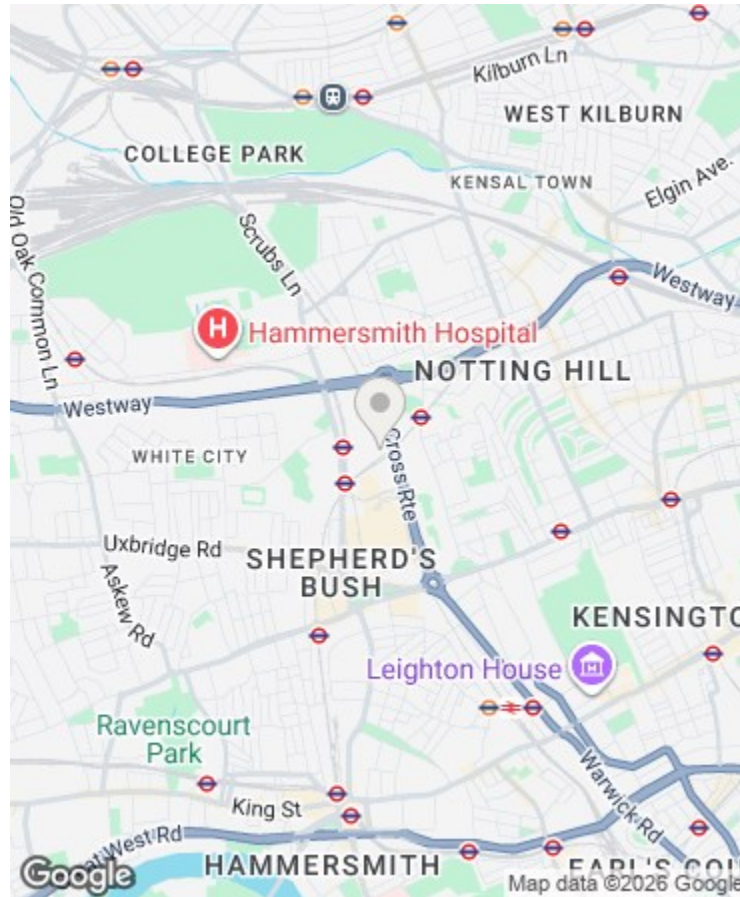 Kilburn Ln
WEST KILBURN
COLLEGE PARK
KENSAL TOWN
Elgin Ave.
Old Oak Common Ln
Scrubs Ln
Westway
H Hammersmith Hospital
NOTTING HILL
Westway
Cross Rte
WHITE CITY
Uxbridge Rd
SHEPHERD'S
BUSH
Askew Rd
KENSINGTO
Leighton House
Ravenscourt
Park
Warwick Rd
King St
at West Rd
HAMMERSMITH
EARL'S COU
Google
Map data ©2026 Google